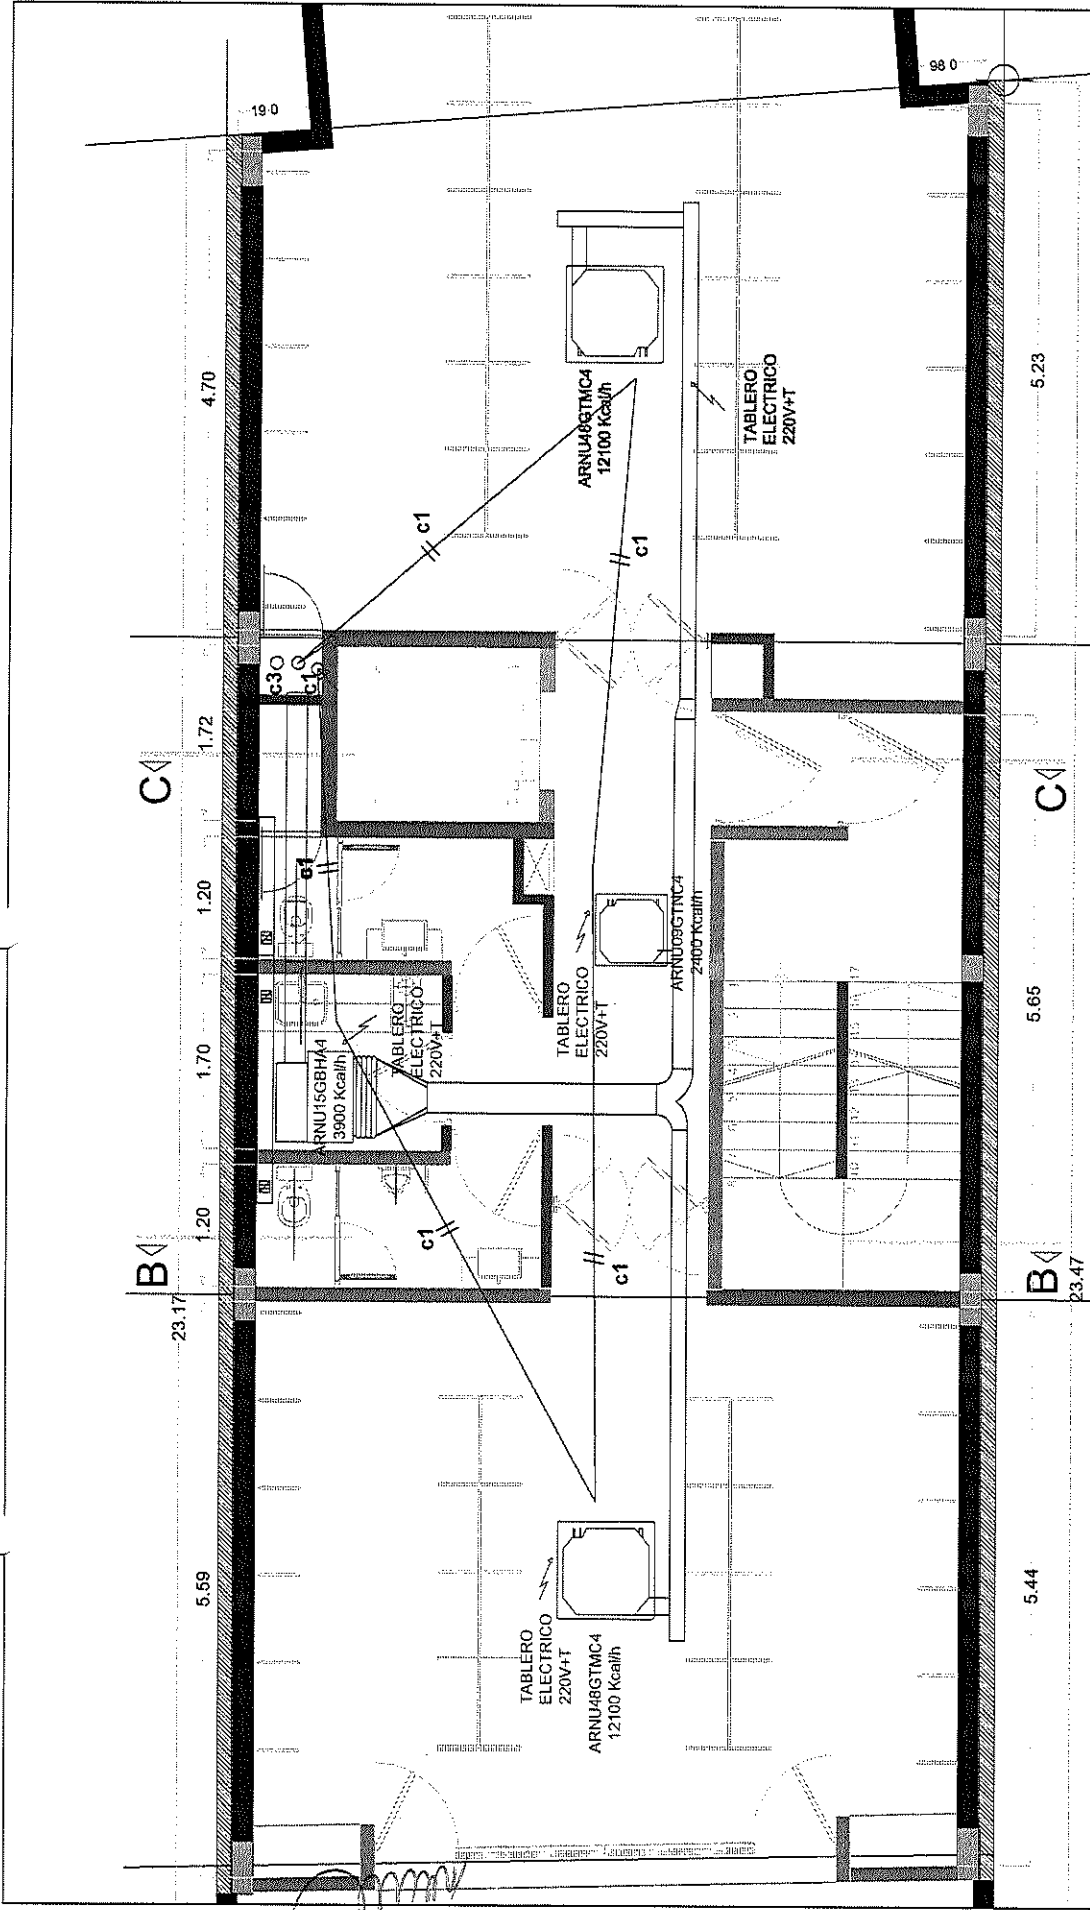 19.0
98.0
4.70
5.23
ARNU48GTMC4
12100 Kcal/h
TABLERO
ELECTRICO
220V+T
c1
c1
c3
c1
1.72
C
C
c1
1.20
ARNU09GTNC4
2400 Kcal/h
TABLERO
ELECTRICO
220V+T
TABLERO
ELECTRICO
220V+T
17
1.70
5.65
ARNU15GBHA4
3900 Kcal/h
1.20
c1
c1
B
B
23.17
23.47
5.59
5.44
TABLERO
ELECTRICO
220V+T
ARNU48GTMC4
12100 Kcal/h